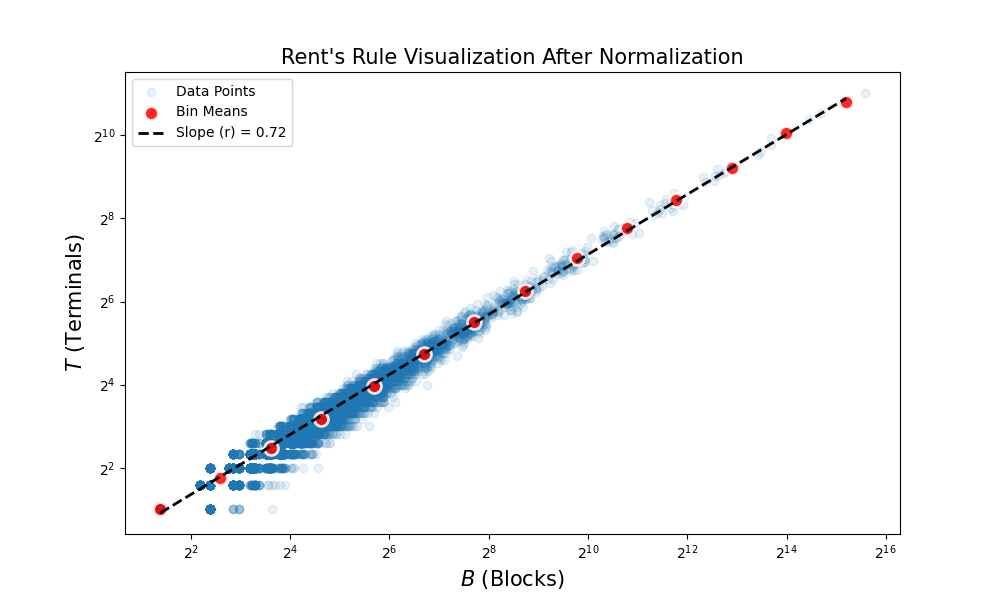 Rent's Rule Visualization After Normalization
Data Points
Bin Means
Slope (r) = 0.72
T (Terminals)
2^10
2^8
2^6
2^4
2^2
2^2 2^4 2^6 2^8 2^10 2^12 2^14 2^16
B (Blocks)